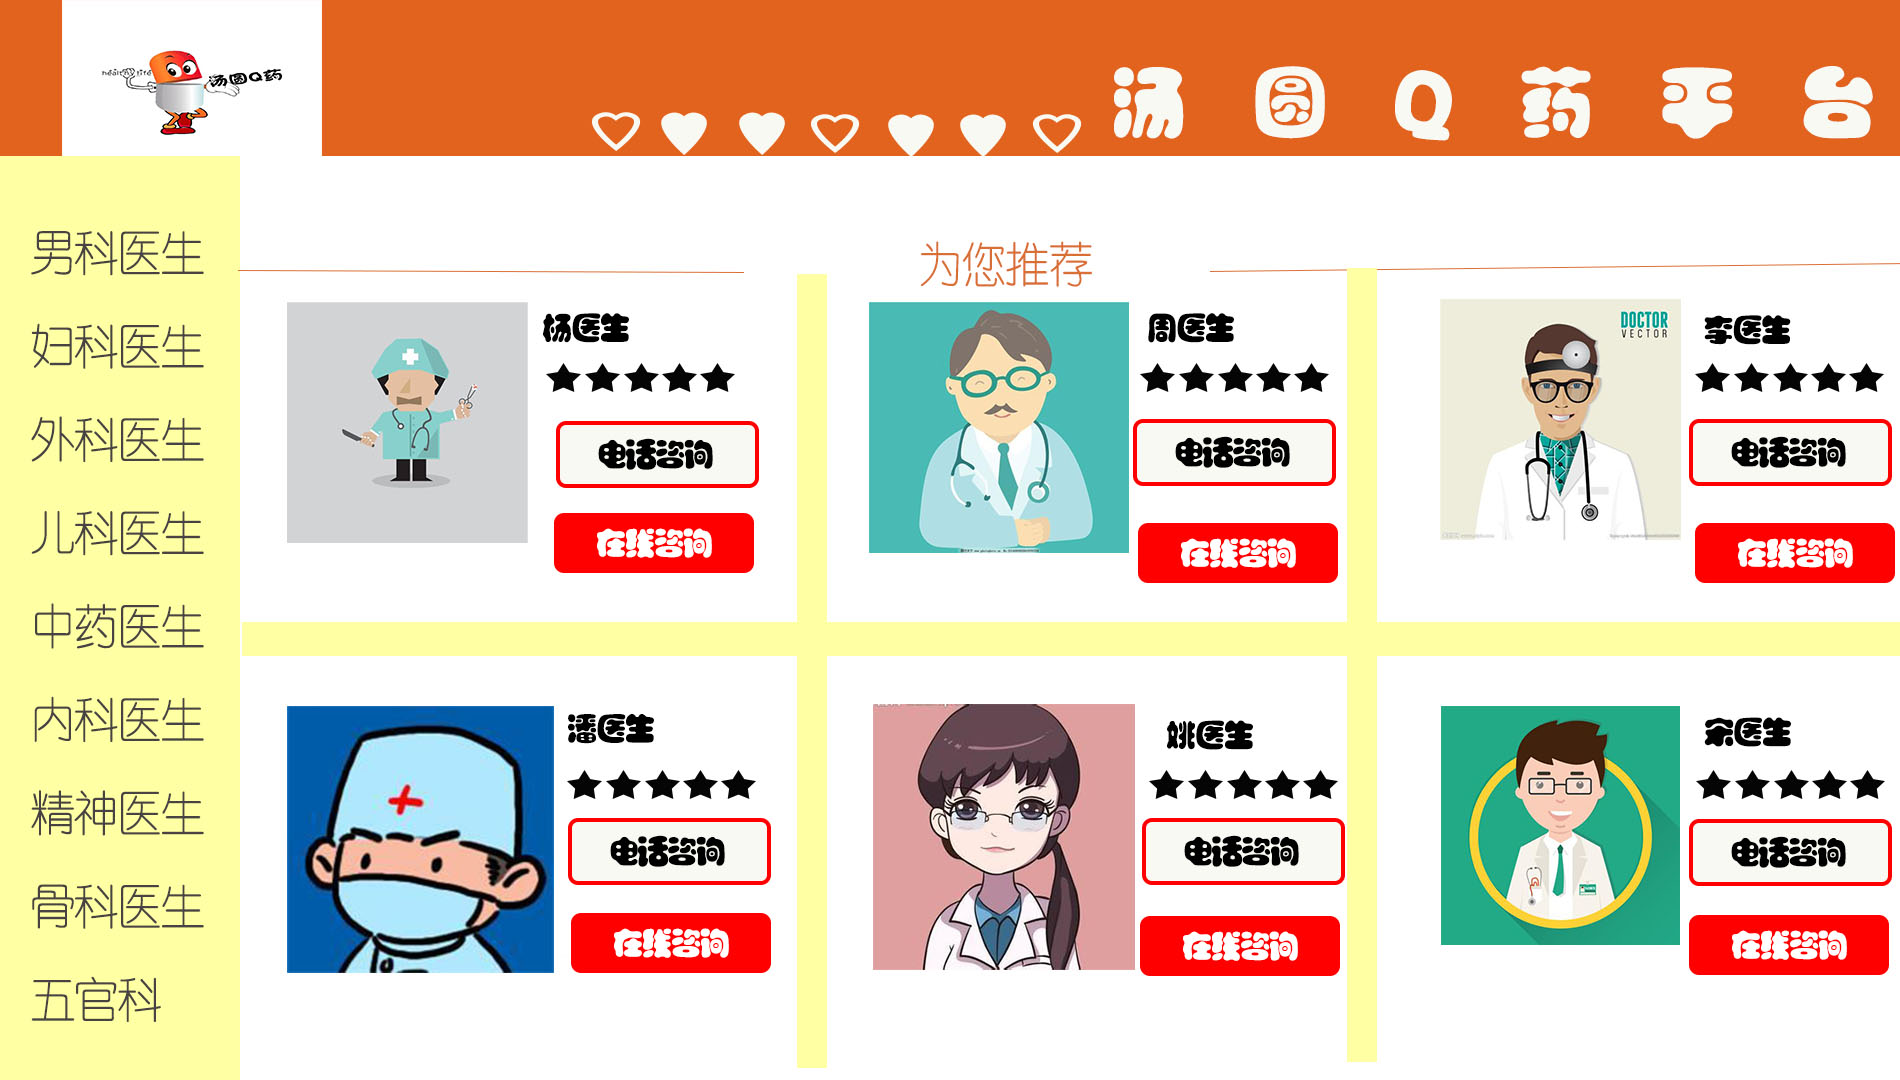 healthy life
汤圆Q药
汤圆Q药平台
男科医生
妇科医生
外科医生
儿科医生
中药医生
内科医生
精神医生
骨科医生
五官科
为您推荐
杨医生
电话咨询
在线咨询
周医生
电话咨询
在线咨询
DOCTOR
VECTOR
李医生
电话咨询
在线咨询
潘医生
电话咨询
在线咨询
姚医生
电话咨询
在线咨询
余医生
电话咨询
在线咨询